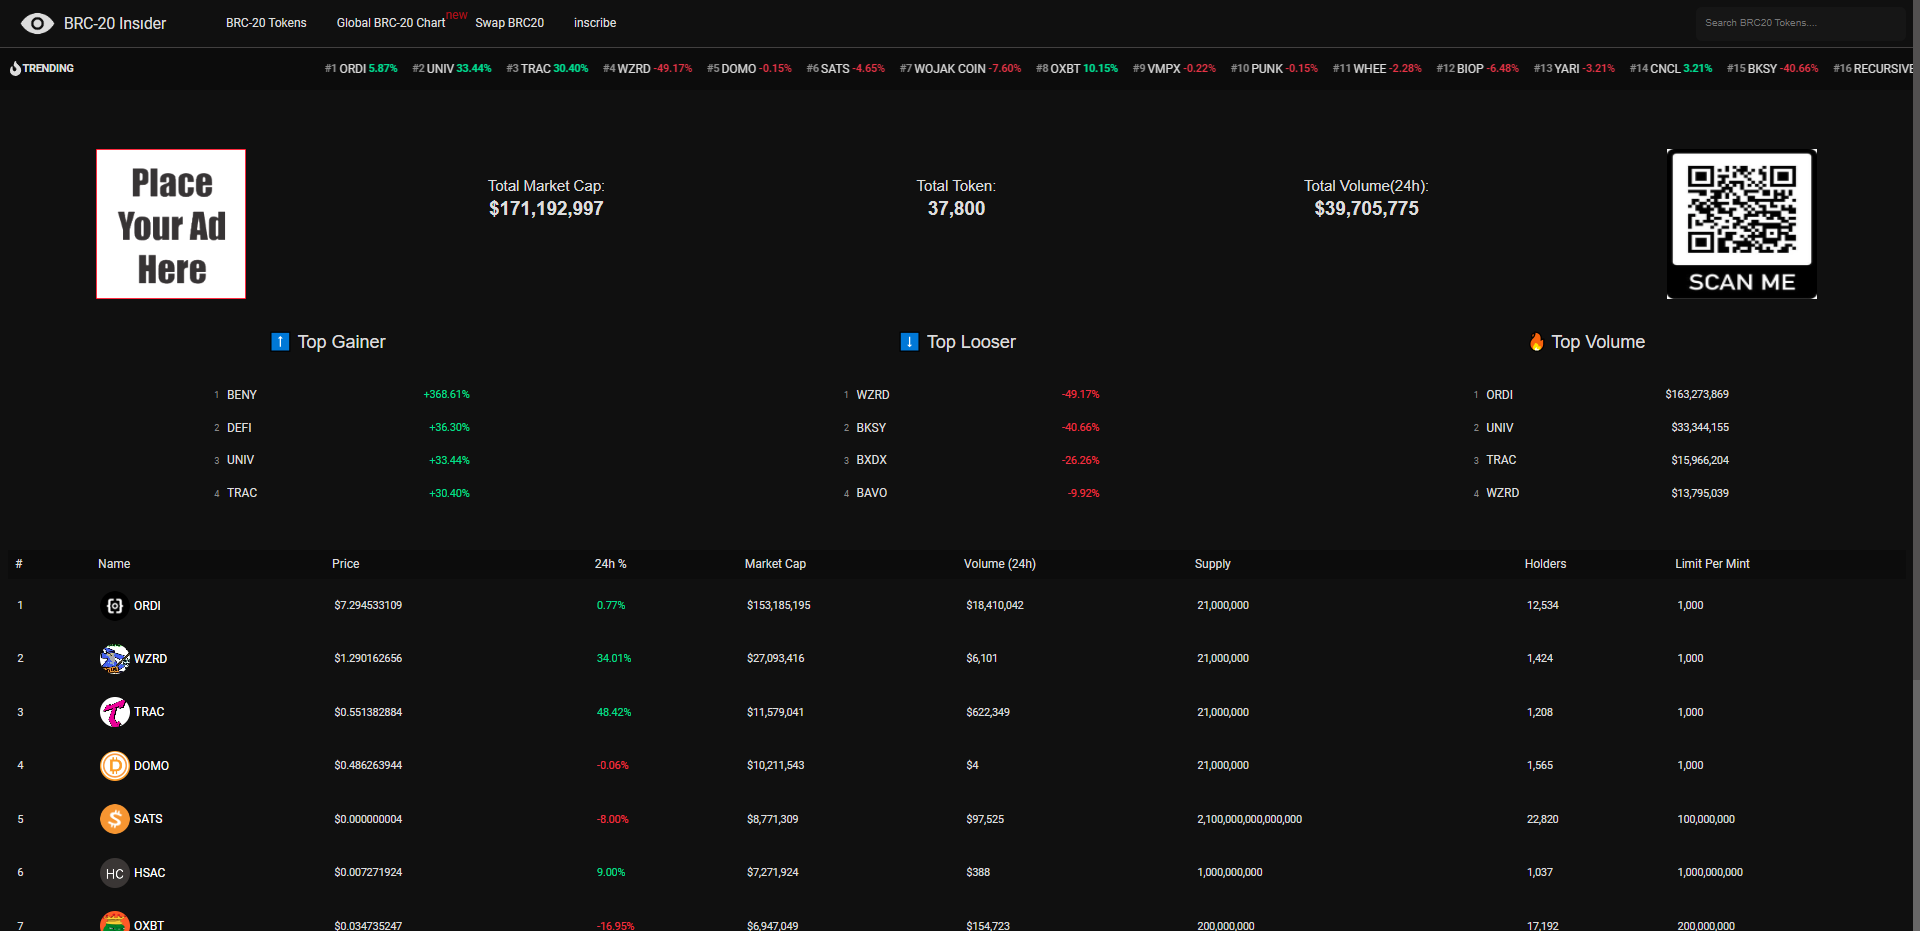 BRC-20 Insider BRC-20 Tokens Global BRC-20 Chart new Swap BRC20 inscribe Search BRC20 Tokens....
TRENDING #1 ORDI 5.87% #2 UNIV 33.44% #3 TRAC 30.40% #4 WZRD -49.17% #5 DOMO -0.15% #6 SATS -4.65% #7 WOJAK COIN -7.60% #8 OXBT 10.15% #9 VMPX -0.22% #10 PUNK -0.15% #11 WHEE -2.28% #12 BIOP -6.48% #13 YARI -3.21% #14 CNCL 3.21% #15 BKSY -40.66% #16 RECURSIVE
Place
Your Ad
Here
Total Market Cap:
$171,192,997
Total Token:
37,800
Total Volume(24h):
$39,705,775
SCAN ME
Top Gainer
1 BENY +368.61%
2 DEFI +36.30%
3 UNIV +33.44%
4 TRAC +30.40%
Top Looser
1 WZRD -49.17%
2 BKSY -40.66%
3 BXDX -26.26%
4 BAVO -9.92%
Top Volume
1 ORDI $163,273,869
2 UNIV $33,344,155
3 TRAC $15,966,204
4 WZRD $13,795,039
# Name Price 24h % Market Cap Volume (24h) Supply Holders Limit Per Mint
1 ORDI $7.294533109 0.77% $153,185,195 $18,410,042 21,000,000 12,534 1,000
2 WZRD $1.290162656 34.01% $27,093,416 $6,101 21,000,000 1,424 1,000
3 TRAC $0.551382884 48.42% $11,579,041 $622,349 21,000,000 1,208 1,000
4 DOMO $0.486263944 -0.06% $10,211,543 $4 21,000,000 1,565 1,000
5 SATS $0.000000004 -8.00% $8,771,309 $97,525 2,100,000,000,000,000 22,820 100,000,000
6 HC HSAC $0.007271924 9.00% $7,271,924 $388 1,000,000,000 1,037 1,000,000,000
7 OXBT $0.034735247 -16.95% $6,947,049 $154,723 200,000,000 17,192 200,000,000